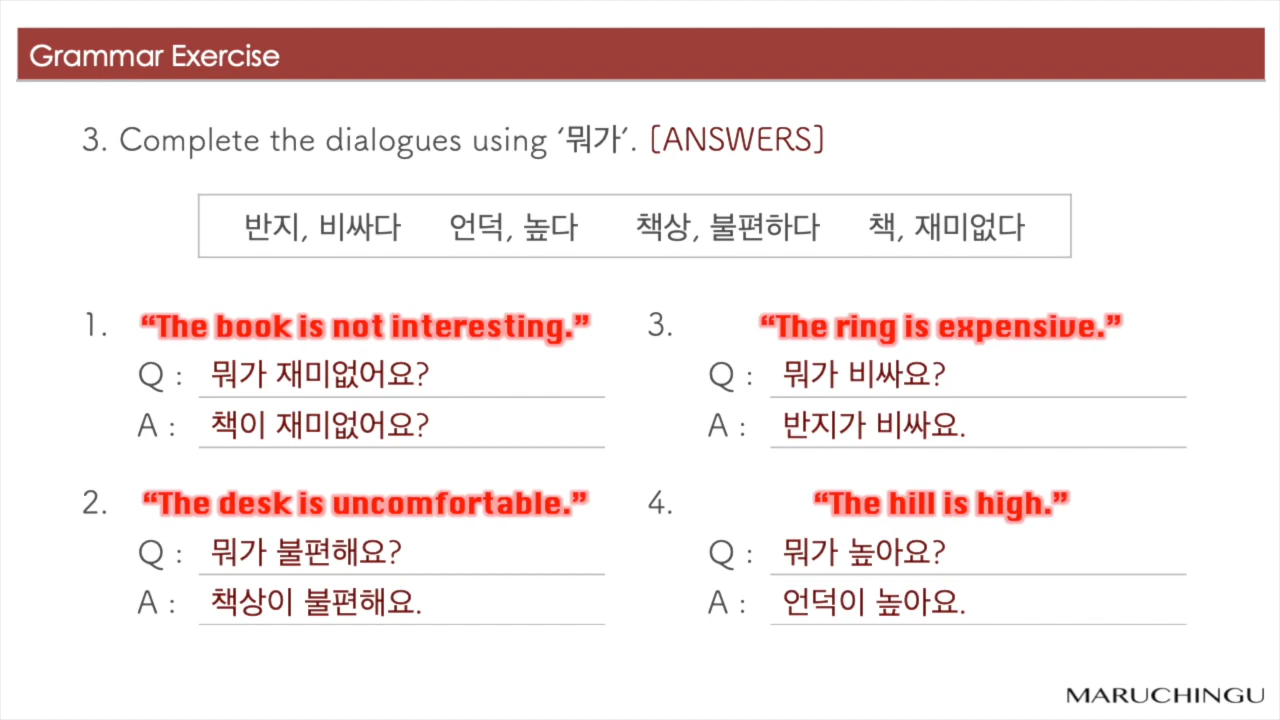 Grammar Exercise
3. Complete the dialogues using ‘뭐가’. [ANSWERS]
반지, 비싸다 언덕, 높다 책상, 불편하다 책, 재미없다
1. “The book is not interesting.”
Q : 뭐가 재미없어요?
A : 책이 재미없어요?
2. “The desk is uncomfortable.”
Q : 뭐가 불편해요?
A : 책상이 불편해요.
3. “The ring is expensive.”
Q : 뭐가 비싸요?
A : 반지가 비싸요.
4. “The hill is high.”
Q : 뭐가 높아요?
A : 언덕이 높아요.
MARUCHINGU